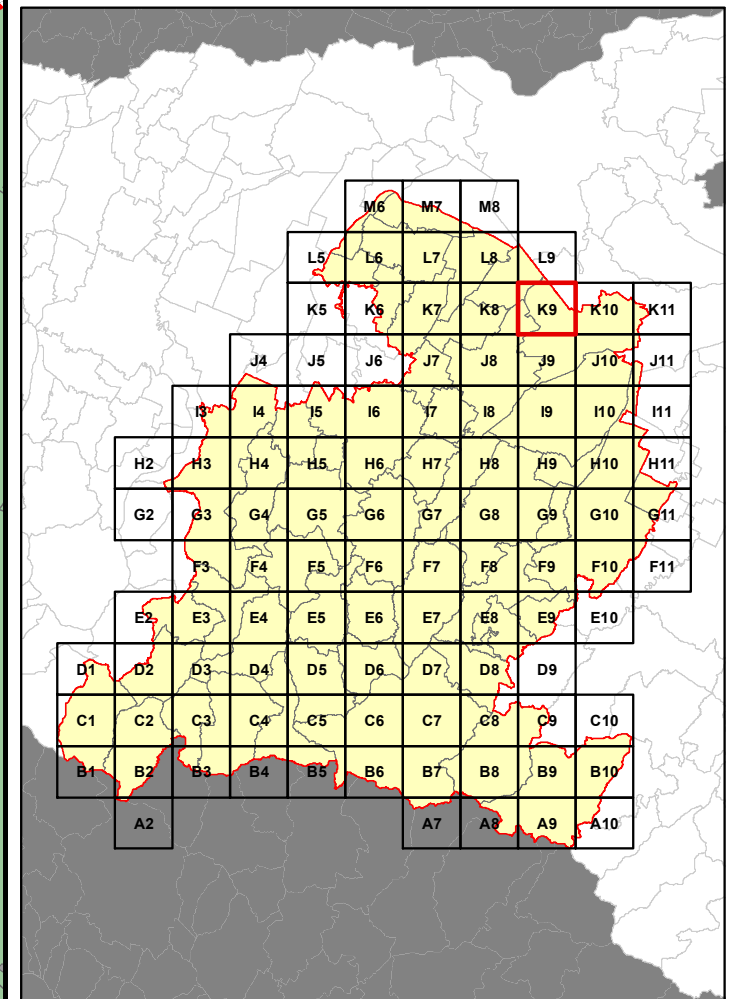 M6 M7 M8
L5 L6 L7 L8 L9
K5 K6 K7 K8 K9 K10 K11
J4 J5 J6 J7 J8 J9 J10 J11
I3 I4 I5 I6 I7 I8 I9 I10 I11
H2 H3 H4 H5 H6 H7 H8 H9 H10 H11
G2 G3 G4 G5 G6 G7 G8 G9 G10 G11
F3 F4 F5 F6 F7 F8 F9 F10 F11
E2 E3 E4 E5 E6 E7 E8 E9 E10
D1 D2 D3 D4 D5 D6 D7 D8 D9
C1 C2 C3 C4 C5 C6 C7 C8 C9 C10
B1 B2 B3 B4 B5 B6 B7 B8 B9 B10
A2 A7 A8 A9 A10